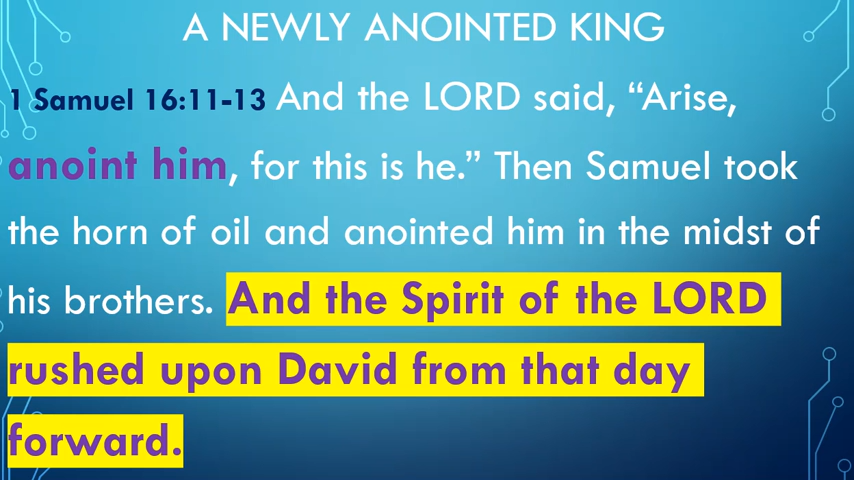 A NEWLY ANOINTED KING
1 Samuel 16:11-13 And the LORD said, “Arise,
anoint him, for this is he.” Then Samuel took
the horn of oil and anointed him in the midst of
his brothers. And the Spirit of the LORD
rushed upon David from that day
forward.